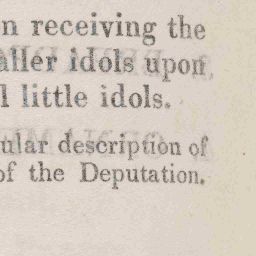 n receiving the
aller idols upon
l little idols.
ular description of
of the Deputation.